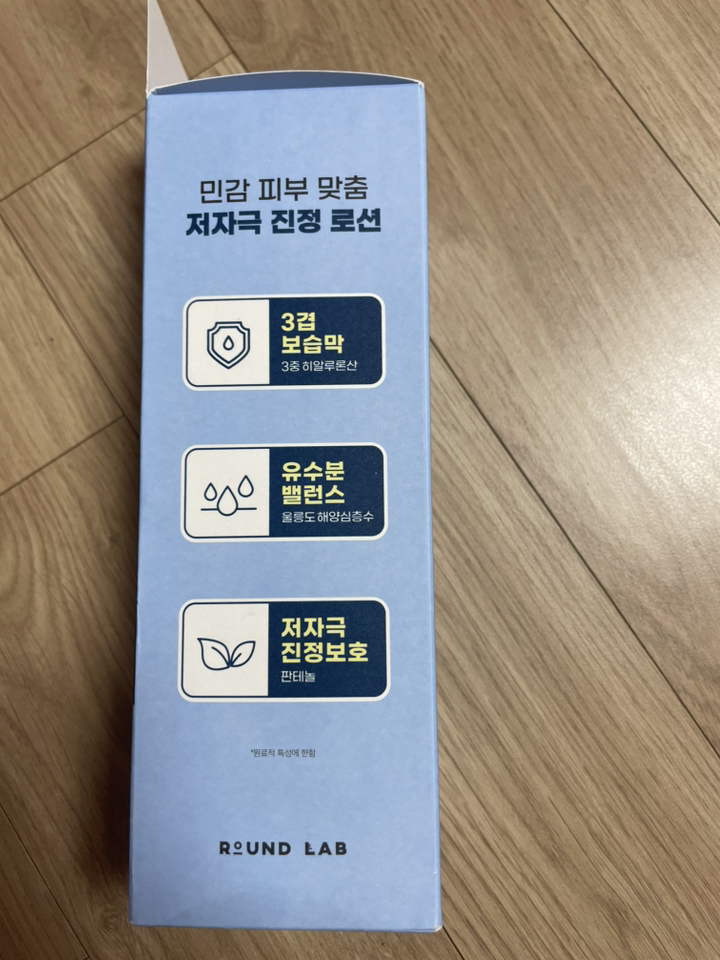 민감 피부 맞춤
저자극 진정 로션
3겹
보습막
3중 히알루론산
유수분
밸런스
울릉도 해양심층수
저자극
진정보호
판테놀
*원료적 특성에 한함
ROUND LAB